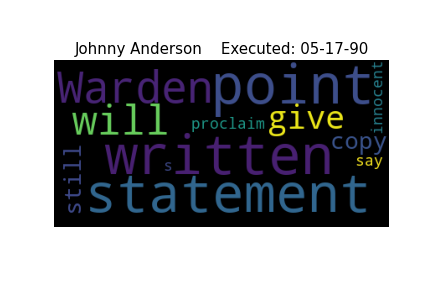 Johnny Anderson    Executed: 05-17-90
Warden point innocent
will proclaim give
written copy
still s say
statement